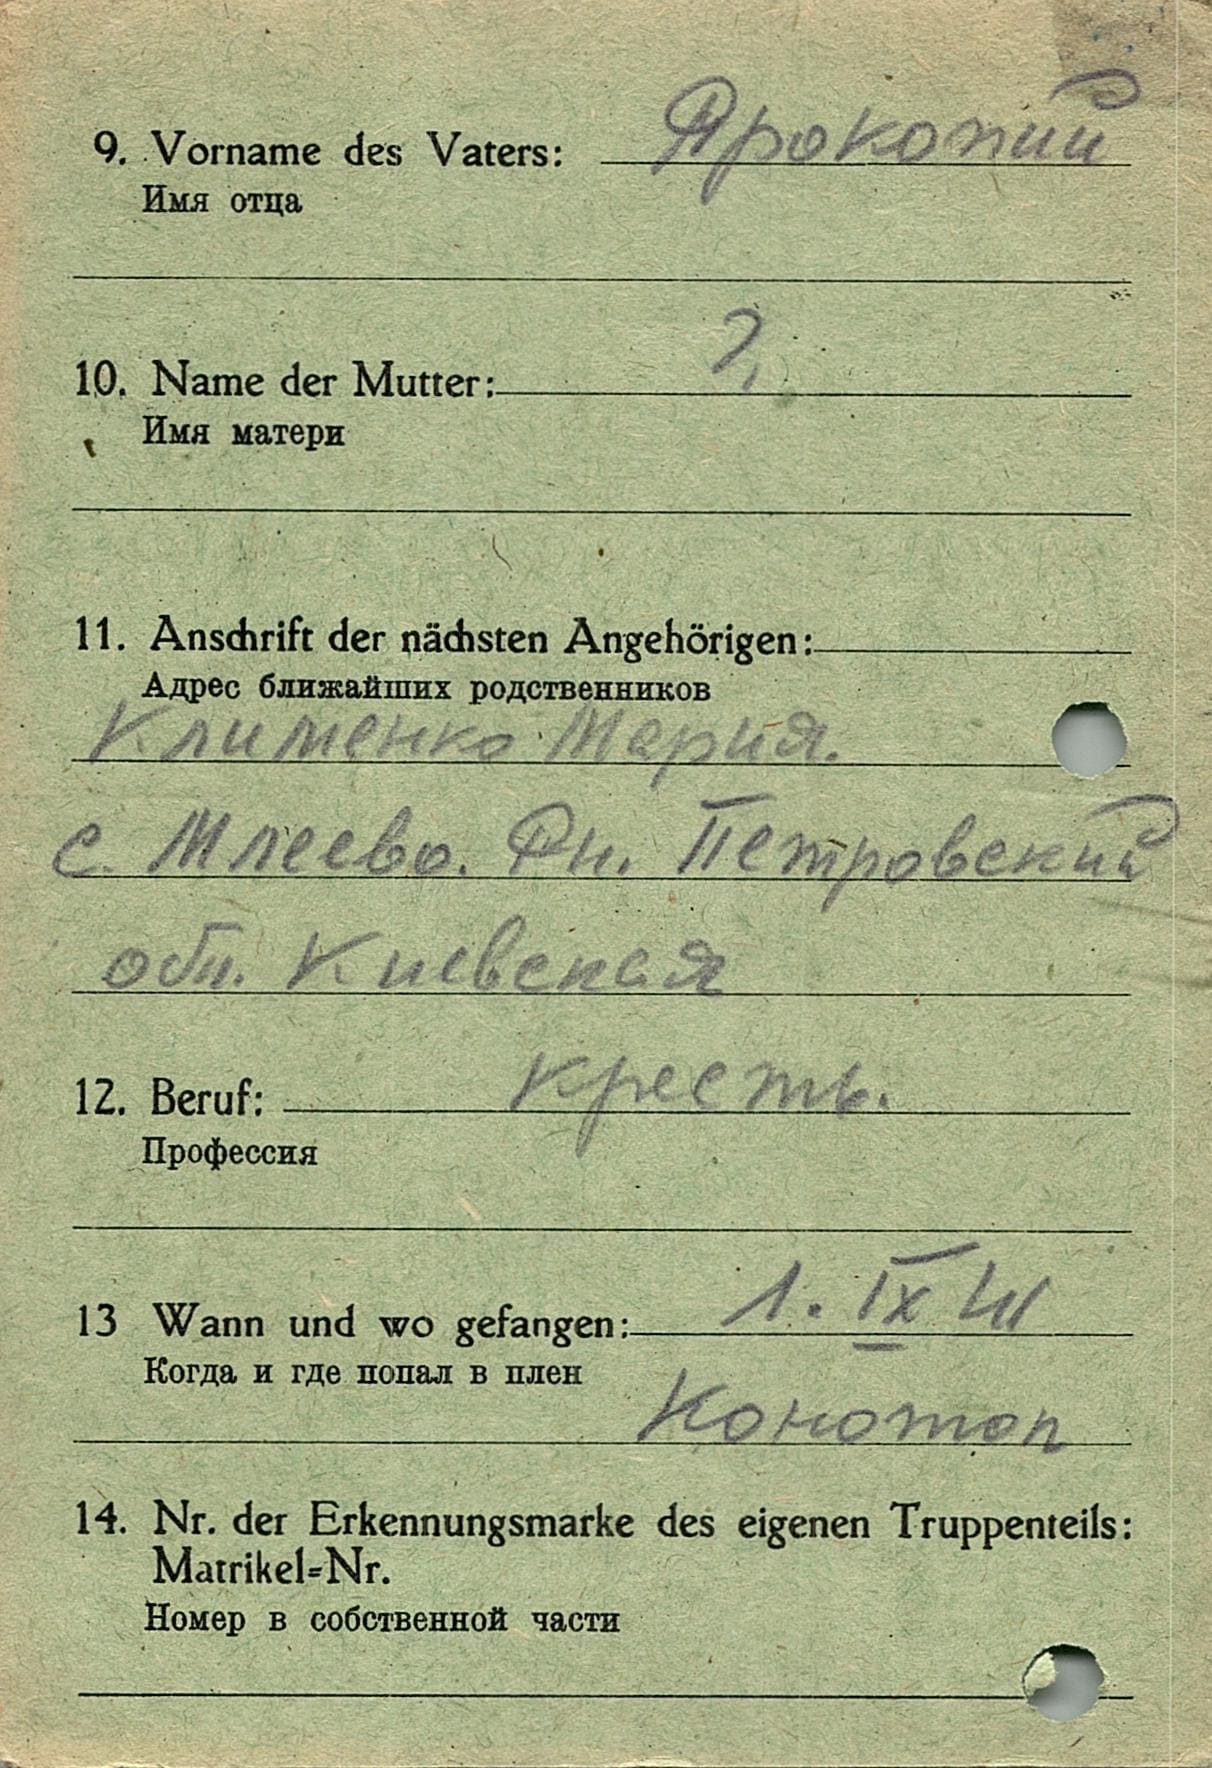 9. Vorname des Vaters: Прокопий
Имя отца
10. Name der Mutter: ?
Имя матери
11. Anschrift der nächsten Angehörigen:
Адрес ближайших родственников
Клименко Мария.
с. Млеево. Рн. Петровский
обл. Киевская
12. Beruf: кресть.
Профессия
13 Wann und wo gefangen: 1. IX 41
Когда и где попал в плен
Конотоп
14. Nr. der Erkennungsmarke des eigenen Truppenteils:
Matrikel=Nr.
Номер в собственной части